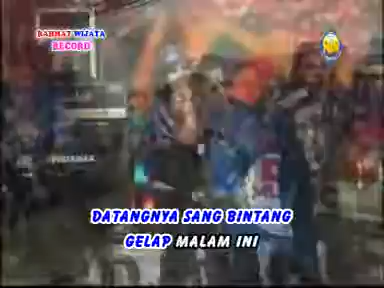 RAHMAT WIJAYA
RECORD
DATANGNYA SANG BINTANG
GELAP MALAM INI